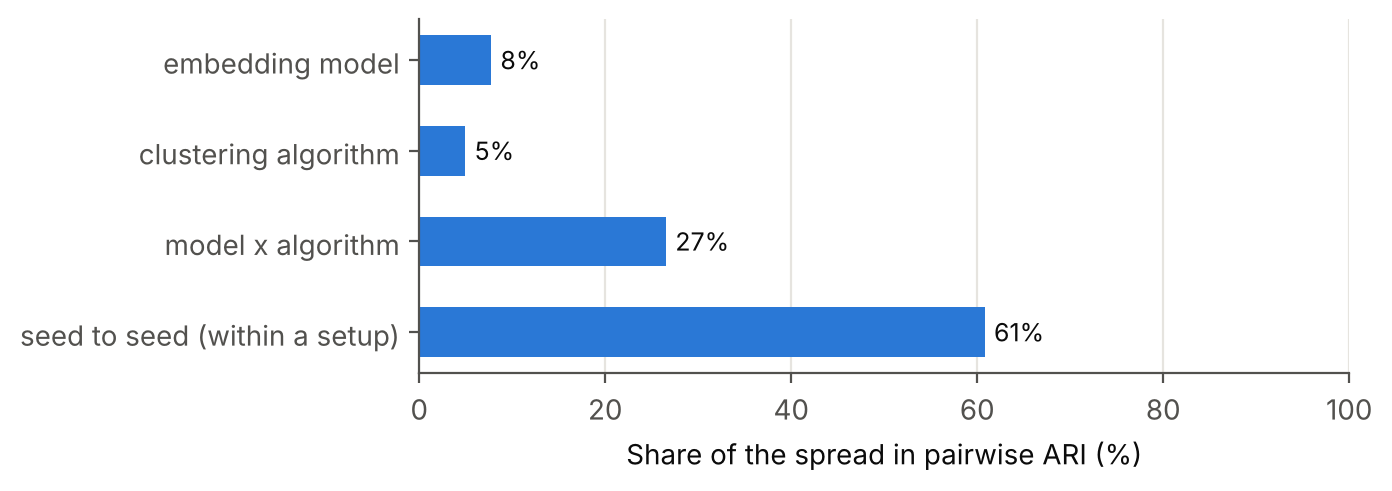 embedding model 8%
clustering algorithm 5%
model x algorithm 27%
seed to seed (within a setup) 61%
0 20 40 60 80 100
Share of the spread in pairwise ARI (%)